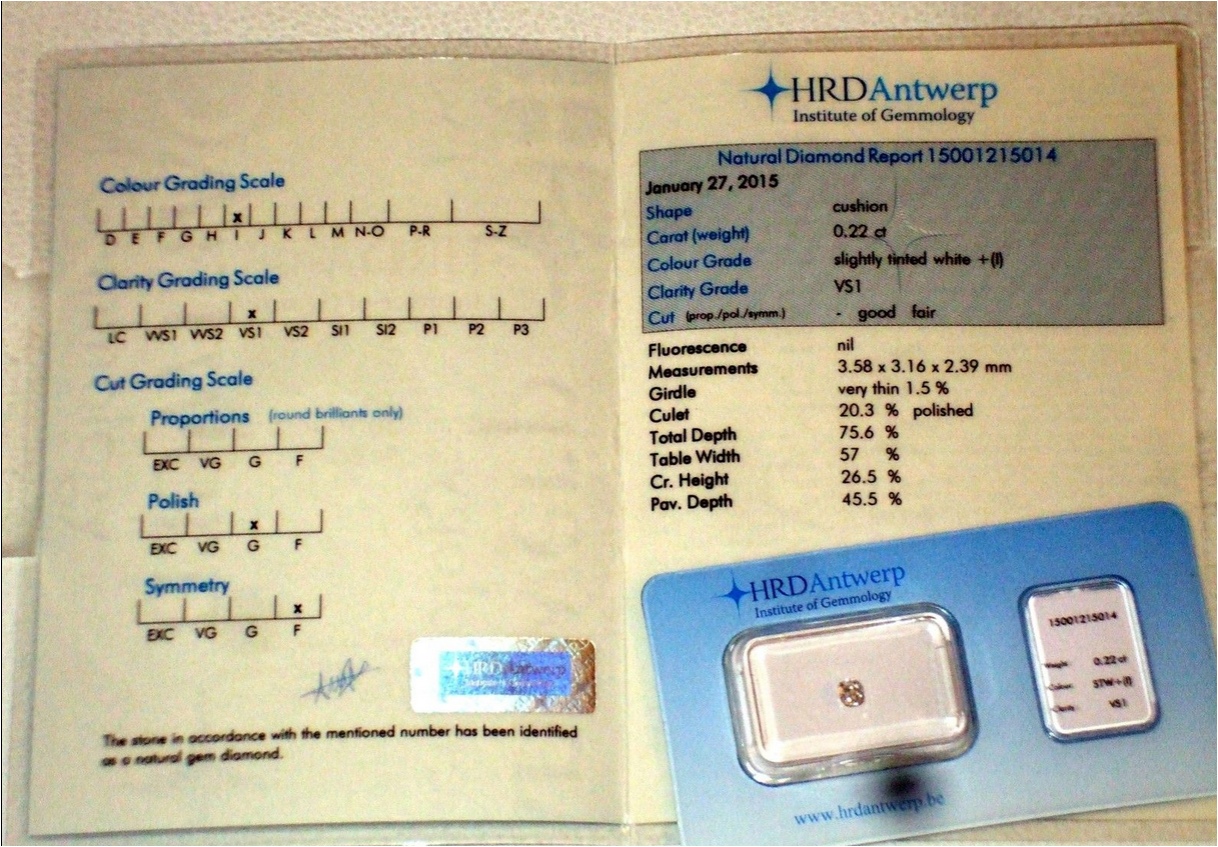 Colour Grading Scale
x
D E F G H I J K L M N-O P-R S-Z
Clarity Grading Scale
x
LC VVS1 VVS2 VS1 VS2 SI1 SI2 P1 P2 P3
Cut Grading Scale
Proportions (round brilliants only)
EXC VG G F
Polish
x
EXC VG G F
Symmetry
x
EXC VG G F
HRD Antwerp
The stone in accordance with the mentioned number has been identified
as a natural gem diamond.
HRDAntwerp
Institute of Gemmology
Natural Diamond Report 15001215014
January 27, 2015
Shape cushion
Carat (weight) 0.22 ct
Colour Grade slightly tinted white +(I)
Clarity Grade VS1
Cut (prop./pol./symm.) - good fair
Fluorescence nil
Measurements 3.58 x 3.16 x 2.39 mm
Girdle very thin 1.5 %
Culet 20.3 % polished
Total Depth 75.6 %
Table Width 57 %
Cr. Height 26.5 %
Pav. Depth 45.5 %
HRDAntwerp
Institute of Gemmology
15001215014
Weight 0.22 ct
Colour STW+(I)
Clarity VS1
www.hrdantwerp.be